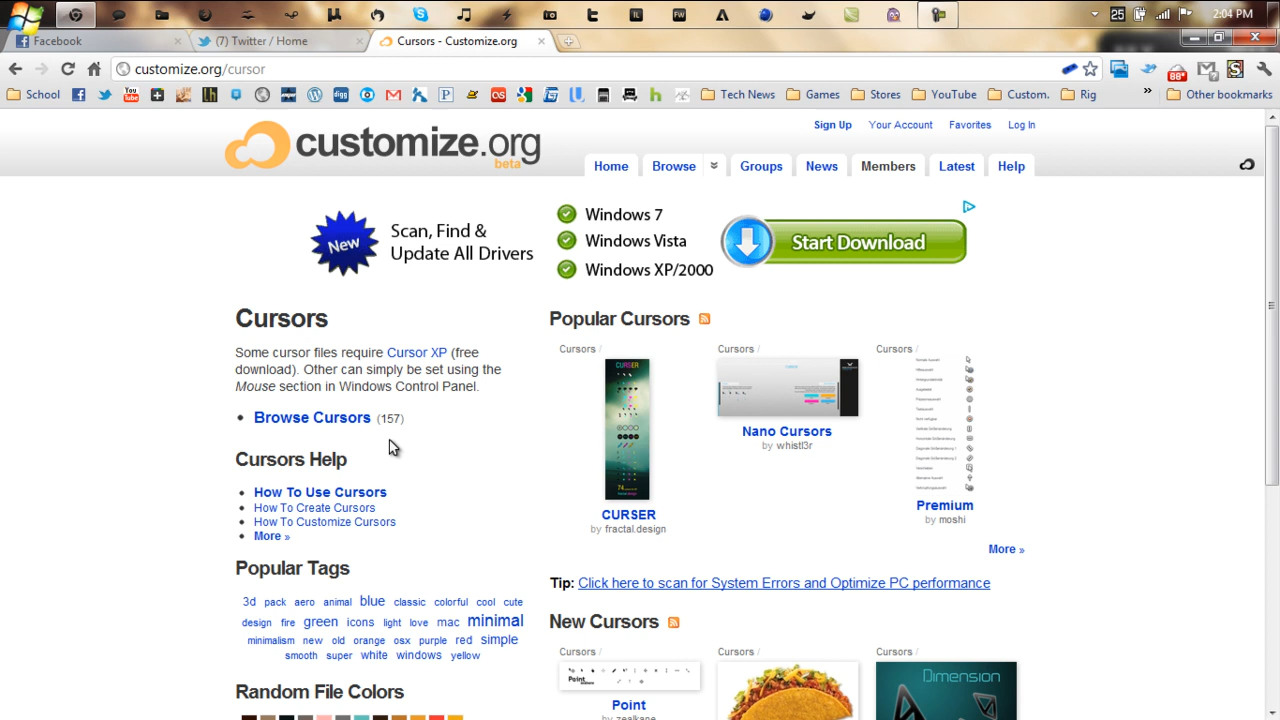 25
2:04 PM
Facebook
(7) Twitter / Home
Cursors - Customize.org
customize.org/cursor
88+
School
Tech News
Games
Stores
YouTube
Custom.
Rig
»
Other bookmarks
customize.org
beta
Sign Up
Your Account
Favorites
Log In
Home
Browse
Groups
News
Members
Latest
Help
New
Scan, Find &
Update All Drivers
Windows 7
Windows Vista
Windows XP/2000
Start Download
Cursors
Some cursor files require Cursor XP (free
download). Other can simply be set using the
Mouse section in Windows Control Panel.
Browse Cursors (157)
Cursors Help
How To Use Cursors
How To Create Cursors
How To Customize Cursors
More »
Popular Tags
3d pack aero animal blue classic colorful cool cute
design fire green icons light love mac minimal
minimalism new old orange osx purple red simple
smooth super white windows yellow
Random File Colors
Popular Cursors
Cursors /
CURSER
74
CURSER
by fractal.design
Cursors /
Nano Cursors
by whistl3r
Cursors /
Premium
by moshi
More »
Tip: Click here to scan for System Errors and Optimize PC performance
New Cursors
Cursors /
Point
Point
by zealkane
Cursors /
Cursors /
Dimension